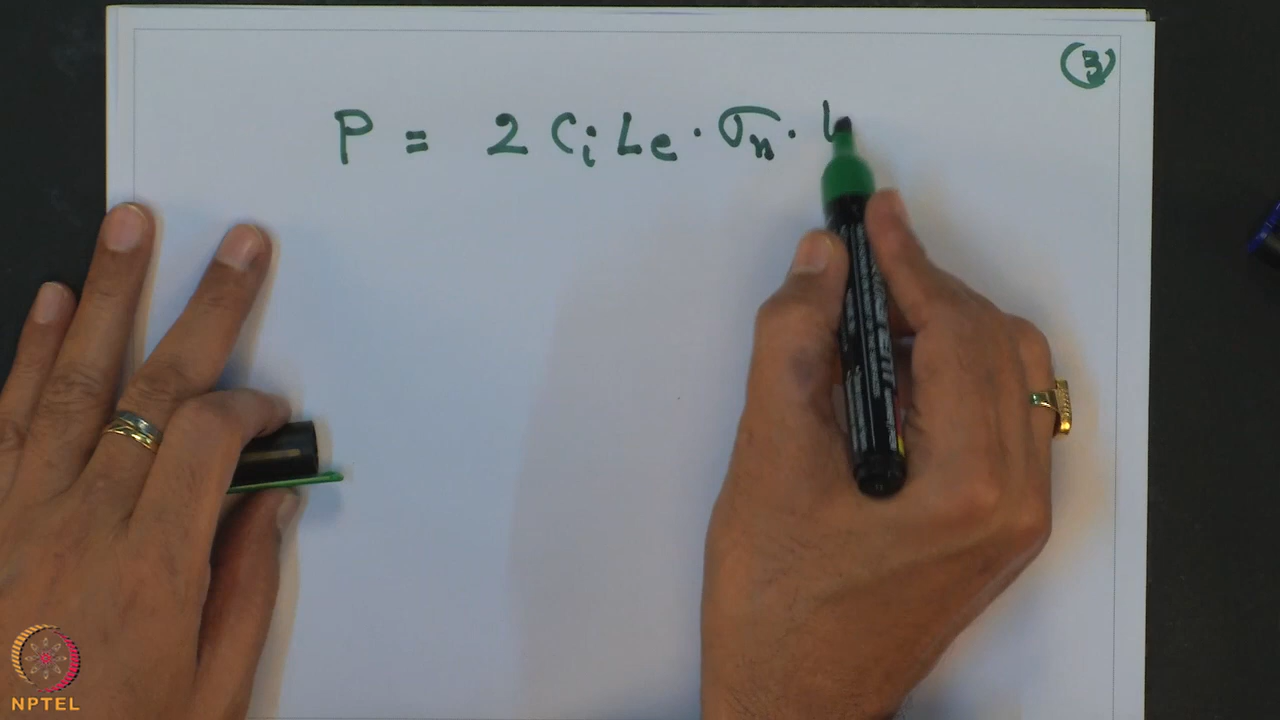 (3)
P = 2 Ci Le · σn ·
NPTEL